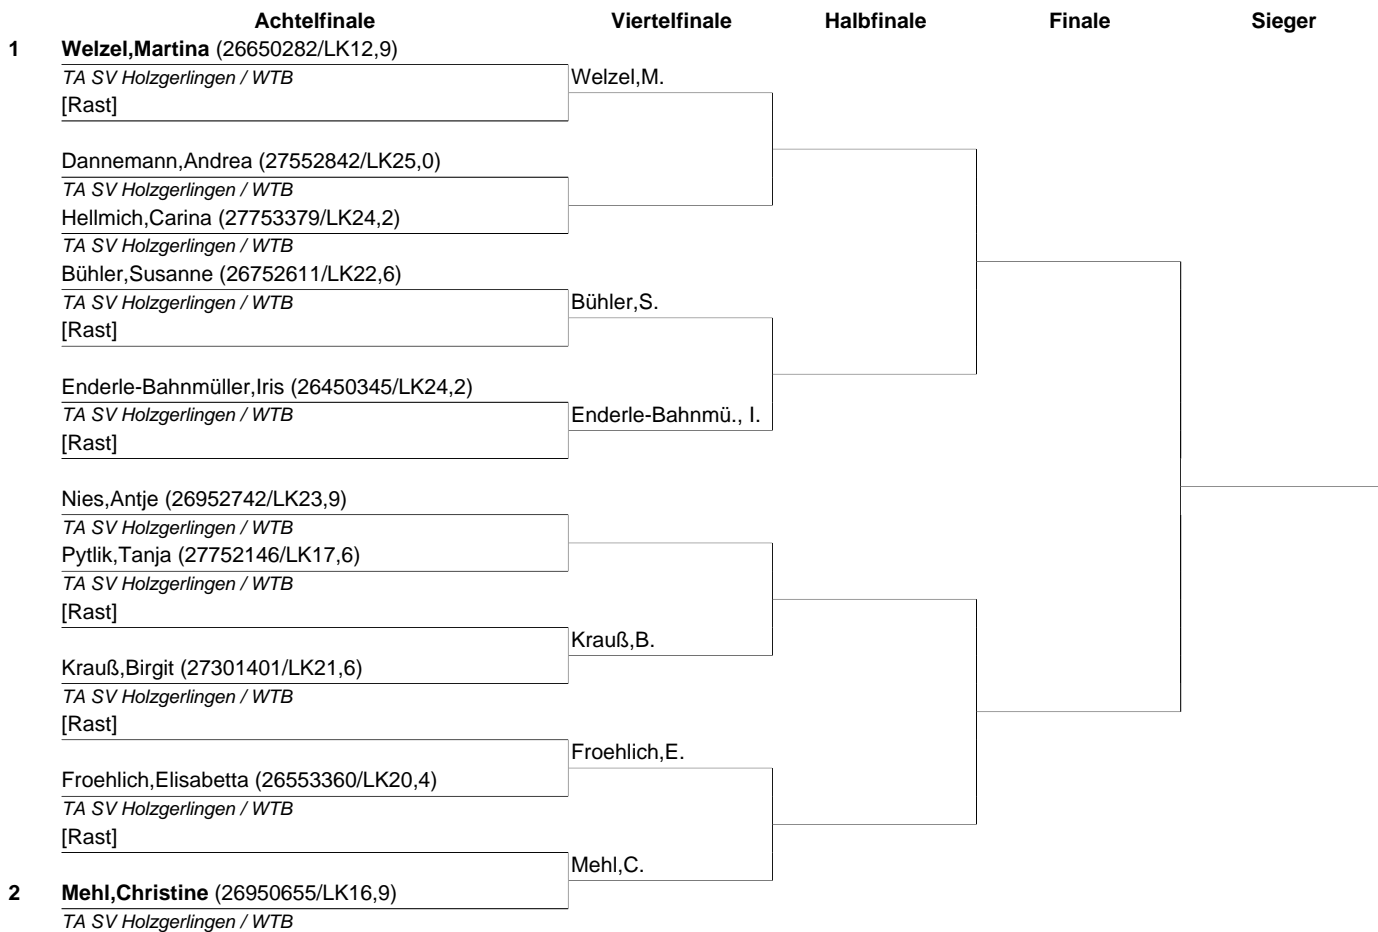 Achtelfinale Viertelfinale Halbfinale Finale Sieger
1 Welzel,Martina (26650282/LK12,9)
TA SV Holzgerlingen / WTB Welzel,M.
[Rast]
Dannemann,Andrea (27552842/LK25,0)
TA SV Holzgerlingen / WTB
Hellmich,Carina (27753379/LK24,2)
TA SV Holzgerlingen / WTB
Bühler,Susanne (26752611/LK22,6)
TA SV Holzgerlingen / WTB Bühler,S.
[Rast]
Enderle-Bahnmüller,Iris (26450345/LK24,2)
TA SV Holzgerlingen / WTB Enderle-Bahnmü., I.
[Rast]
Nies,Antje (26952742/LK23,9)
TA SV Holzgerlingen / WTB
Pytlik,Tanja (27752146/LK17,6)
TA SV Holzgerlingen / WTB
[Rast]
Krauß,B.
Krauß,Birgit (27301401/LK21,6)
TA SV Holzgerlingen / WTB
[Rast]
Froehlich,E.
Froehlich,Elisabetta (26553360/LK20,4)
TA SV Holzgerlingen / WTB
[Rast]
Mehl,C.
2 Mehl,Christine (26950655/LK16,9)
TA SV Holzgerlingen / WTB